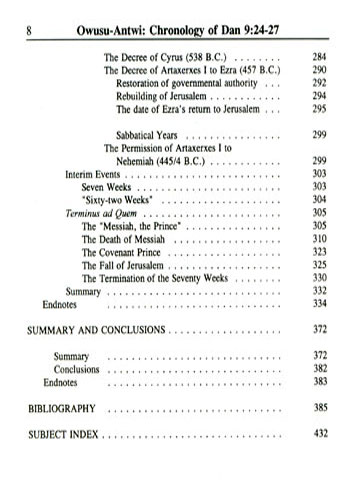 8 Owusu-Antwi: Chronology of Dan 9:24-27
The Decree of Cyrus (538 B.C.) . . . . . . . . 284
The Decree of Artaxerxes I to Ezra (457 B.C.) 290
Restoration of governmental authority . . . 292
Rebuilding of Jerusalem . . . . . . . . . . . 294
The date of Ezra's return to Jerusalem . . . 295
Sabbatical Years . . . . . . . . . . . . . . . 299
The Permission of Artaxerxes I to
Nehemiah (445/4 B.C.) . . . . . . . . . . . 299
Interim Events . . . . . . . . . . . . . . . . . . . . . . . 303
Seven Weeks . . . . . . . . . . . . . . . . . . . . . 303
"Sixty-two Weeks" . . . . . . . . . . . . . . . . . 304
Terminus ad Quem . . . . . . . . . . . . . . . . . . . . 305
The "Messiah, the Prince" . . . . . . . . . . . . . 305
The Death of Messiah . . . . . . . . . . . . . . . 310
The Covenant Prince . . . . . . . . . . . . . . . . 323
The Fall of Jerusalem . . . . . . . . . . . . . . . . 325
The Termination of the Seventy Weeks . . . . . . . 330
Summary . . . . . . . . . . . . . . . . . . . . . . . . . 332
Endnotes . . . . . . . . . . . . . . . . . . . . . . . . . 334
SUMMARY AND CONCLUSIONS . . . . . . . . . . . . . . . . . 372
Summary . . . . . . . . . . . . . . . . . . . . . . . . . 372
Conclusions . . . . . . . . . . . . . . . . . . . . . . . . . 382
Endnotes . . . . . . . . . . . . . . . . . . . . . . . . . 383
BIBLIOGRAPHY . . . . . . . . . . . . . . . . . . . . . . . . . 385
SUBJECT INDEX . . . . . . . . . . . . . . . . . . . . . . . . . . 432